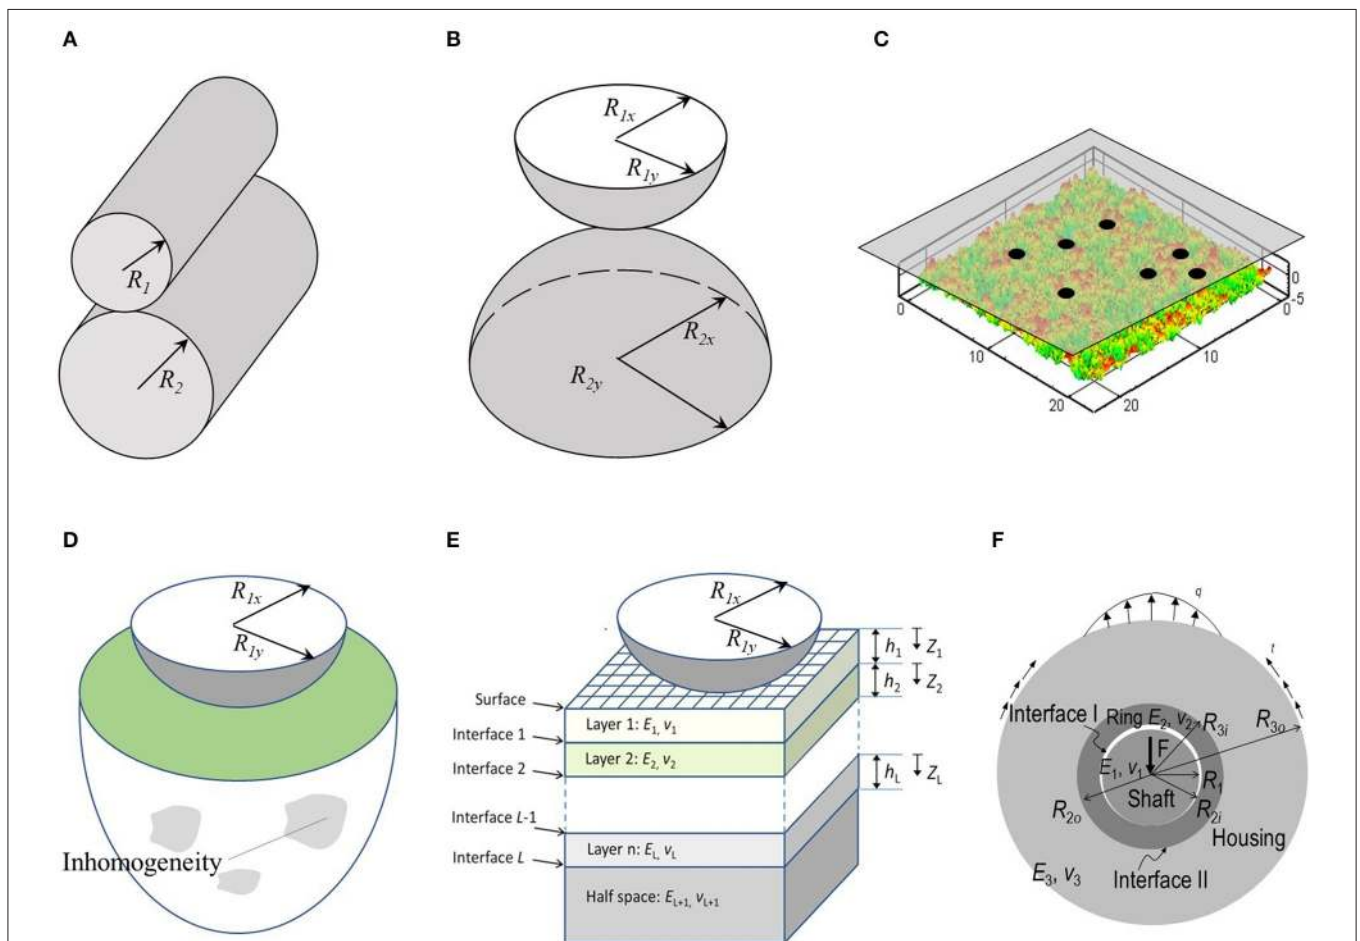 A
B
C
R1
R2
R1x
R1y
R2x
R2y
0
10
20
0
-5
0
10
20
D
E
F
R1x
R1y
Inhomogeneity
R1x
R1y
h1
Z1
h2
Z2
Surface
Layer 1: E1, v1
Interface 1
Layer 2: E2, v2
Interface 2
hL
ZL
Interface L-1
Layer n: EL, vL
Interface L
Half space: EL+1, vL+1
q
t
Interface I
Ring E2, v2
R3i
R3o
F
E1, v1
R1
Shaft
R2o
R2i
Housing
E3, v3
Interface II